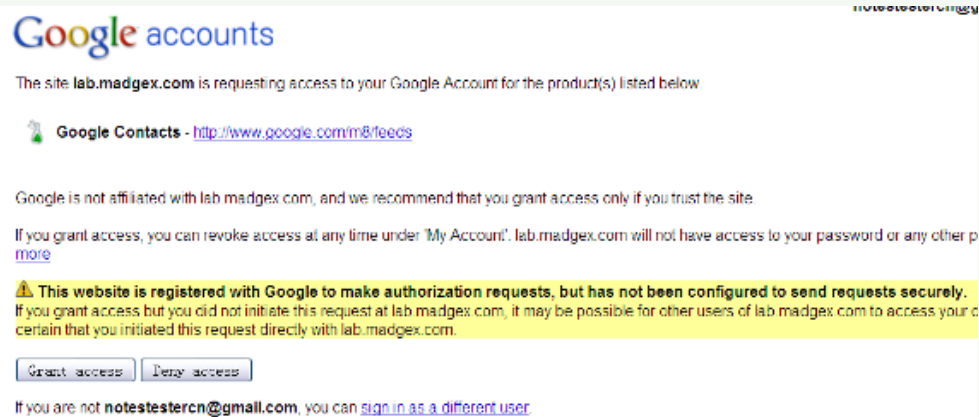 notestestercn@g
Google accounts
The site lab.madgex.com is requesting access to your Google Account for the product(s) listed below.
Google Contacts - http://www.google.com/m8/feeds
Google is not affiliated with lab.madgex.com, and we recommend that you grant access only if you trust the site.
If you grant access, you can revoke access at any time under 'My Account'. lab.madgex.com will not have access to your password or any other p
more
This website is registered with Google to make authorization requests, but has not been configured to send requests securely.
If you grant access but you did not initiate this request at lab.madgex.com, it may be possible for other users of lab.madgex.com to access your c
certain that you initiated this request directly with lab.madgex.com.
Grant access Deny access
If you are not notestestercn@gmail.com, you can sign in as a different user.